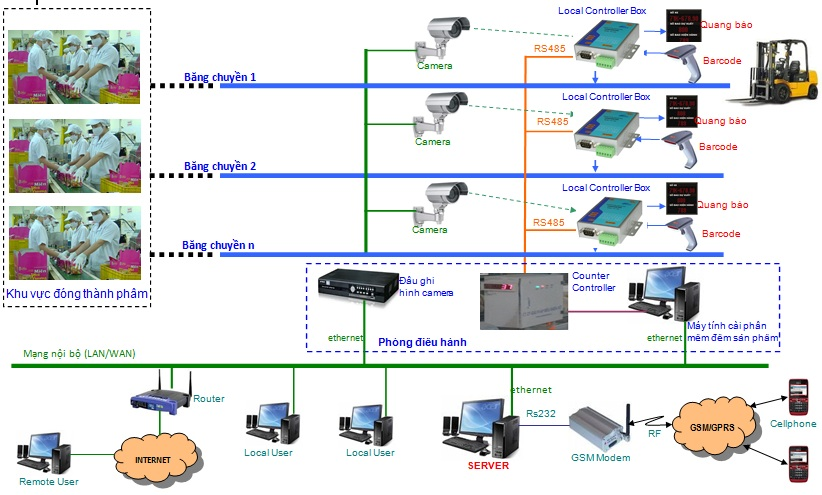 Local Controller Box
Quang báo
Camera
RS485
Barcode
Băng chuyền 1
Local Controller Box
Camera
RS485
Quang báo
Barcode
Băng chuyền 2
Local Controller Box
Camera
RS485
Quang báo
Barcode
Băng chuyền n
Khu vực đóng thành phẩm
Đầu ghi
hình camera
Counter
Controller
Máy tính cài phần
mềm đếm sản phẩm
ethernet
Phòng điều hành
ethernet
Mạng nội bộ (LAN/WAN)
Router
ethernet
Rs232
INTERNET
Remote User
Local User
Local User
SERVER
GSM Modem
RF
GSM/GPRS
Cellphone